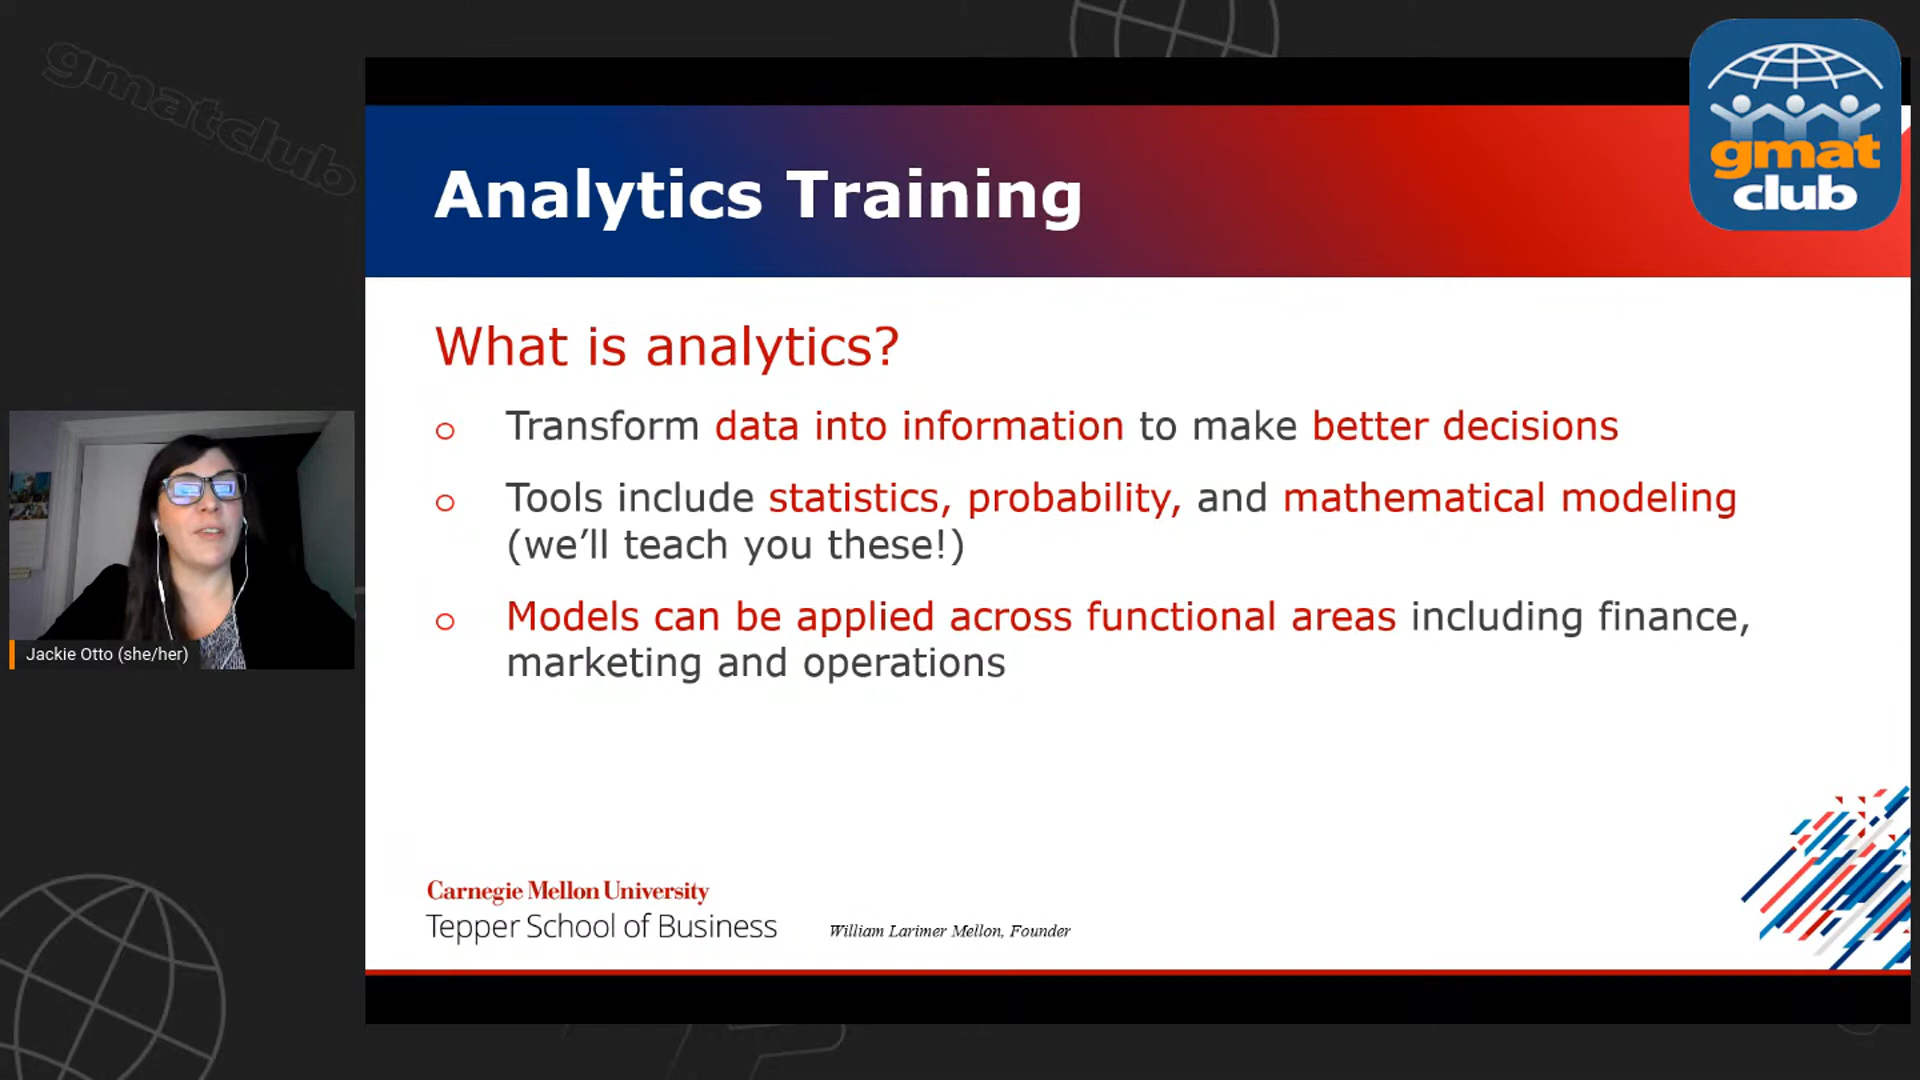 gmatclub
gmat
club
Analytics Training
What is analytics?
o Transform data into information to make better decisions
o Tools include statistics, probability, and mathematical modeling
(we’ll teach you these!)
o Models can be applied across functional areas including finance,
marketing and operations
Jackie Otto (she/her)
Carnegie Mellon University
Tepper School of Business
William Larimer Mellon, Founder